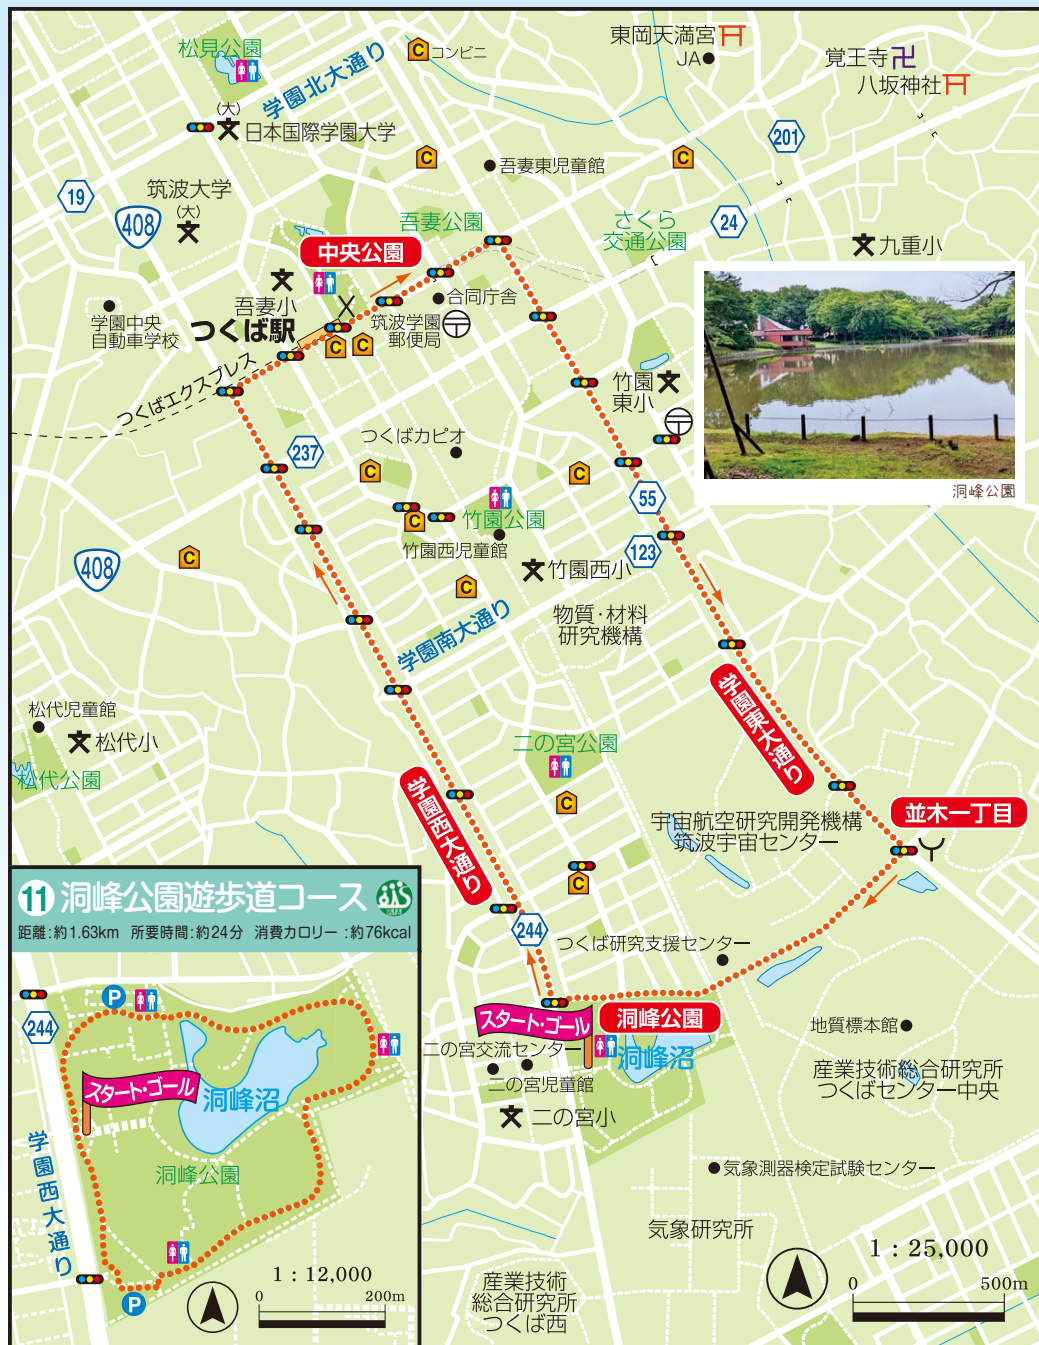 松見公園
学園北大通り
コンビニ
東岡天満宮
JA
覚王寺
八坂神社
(大)
日本国際学園大学
201
吾妻東児童館
19
筑波大学
(大)
408
吾妻公園
さくら
交通公園
24
九重小
中央公園
吾妻小
合同庁舎
学園中央
自動車学校
つくば駅
筑波学園
郵便局
つくばエクスプレス
竹園
東小
237
つくばカピオ
洞峰公園
55
竹園公園
123
竹園西児童館
竹園西小
408
物質・材料
研究機構
学園南大通り
学園東大通り
松代児童館
松代小
松代公園
二の宮公園
学園西大通り
宇宙航空研究開発機構
筑波宇宙センター
並木一丁目
244
つくば研究支援センター
スタート・ゴール
洞峰公園
二の宮交流センター
洞峰沼
二の宮児童館
二の宮小
地質標本館
産業技術総合研究所
つくばセンター中央
気象測器検定試験センター
気象研究所
産業技術
総合研究所
つくば西
1：25,000
0 500m
C
C
C
C
C
C
C
C
C
C
C
C
11 洞峰公園遊歩道コース
距離:約1.63km 所要時間:約24分 消費カロリー:約76kcal
P
244
スタート・ゴール
洞峰沼
洞峰公園
学園西大通り
P
1：12,000
0 200m